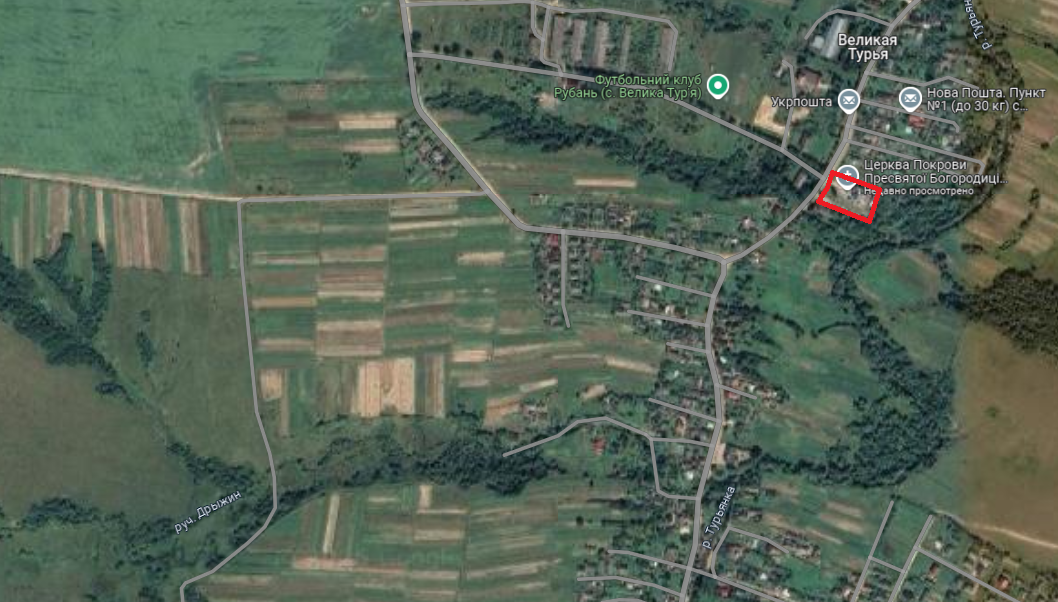 р. Турьян
Великая
Турья
Футбольний клуб
Рубань (с. Велика Тур'я)
Укрпошта
Нова Пошта. Пункт
№1 (до 30 кг) с...
Церква Покрови
Пресвятої Богородиці...
Недавно просмотрено
руч. Дрыжин
р. Турьянка